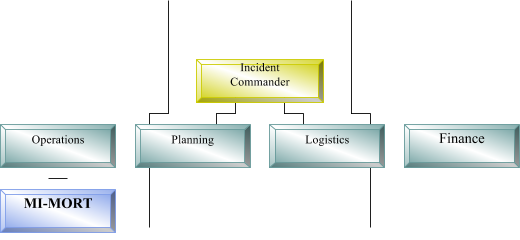 Incident
Commander
Operations
Planning
Logistics
Finance
MI-MORT